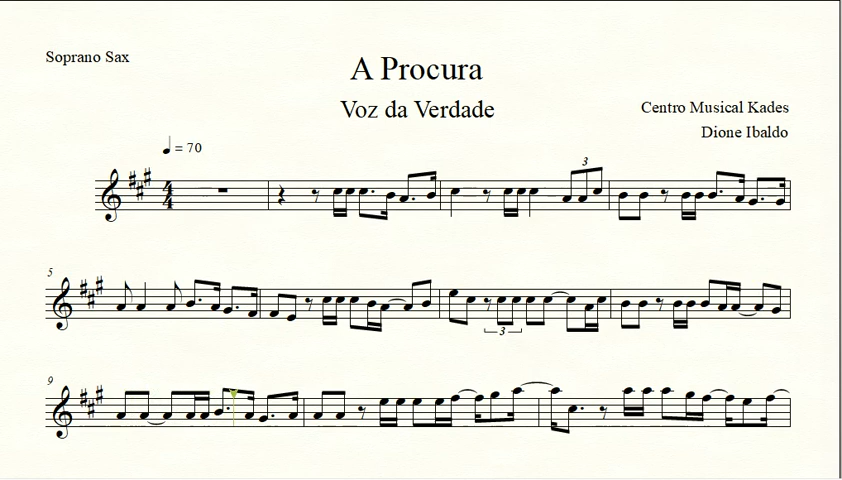 Soprano Sax
A Procura
Voz da Verdade
Centro Musical Kades
Dione Ibaldo
= 70
3
5
3
9